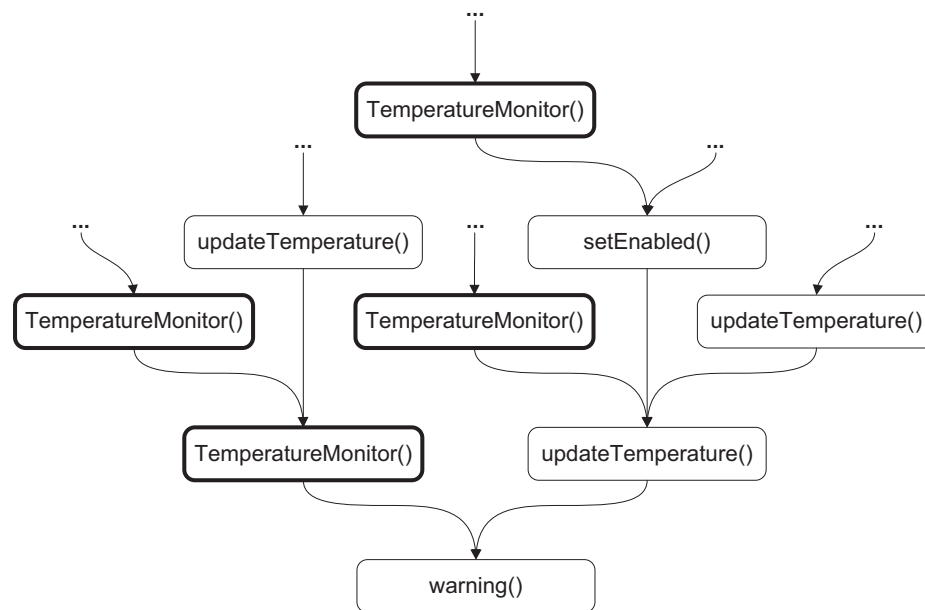 ...
TemperatureMonitor()
...
...
updateTemperature()
setEnabled()
...
...
...
TemperatureMonitor()
TemperatureMonitor()
updateTemperature()
TemperatureMonitor()
updateTemperature()
warning()